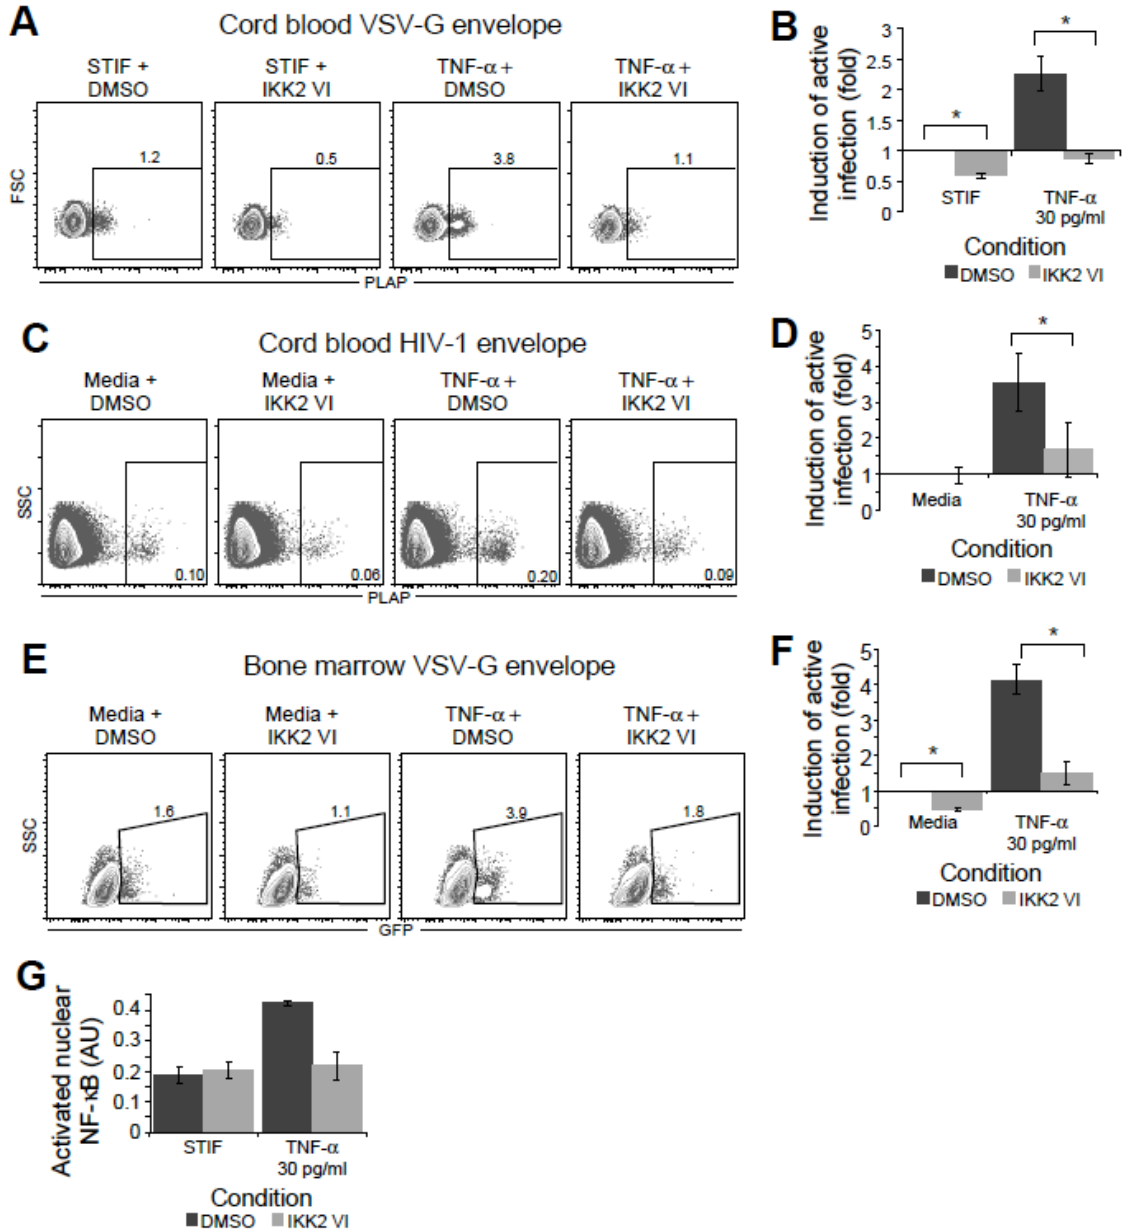 A
Cord blood VSV-G envelope
STIF +
DMSO
STIF +
IKK2 VI
TNF-α +
DMSO
TNF-α +
IKK2 VI
FSC
1.2
0.5
3.8
1.1
PLAP
B
Induction of active
infection (fold)
3
2.5
2
1.5
1
0.5
0
*
*
STIF
TNF-α
30 pg/ml
Condition
DMSO IKK2 VI
C
Cord blood HIV-1 envelope
Media +
DMSO
Media +
IKK2 VI
TNF-α +
DMSO
TNF-α +
IKK2 VI
SSC
0.10
0.06
0.20
0.09
PLAP
D
Induction of active
infection (fold)
5
4
3
2
1
0
*
Media
TNF-α
30 pg/ml
Condition
DMSO IKK2 VI
E
Bone marrow VSV-G envelope
Media +
DMSO
Media +
IKK2 VI
TNF-α +
DMSO
TNF-α +
IKK2 VI
SSC
1.6
1.1
3.9
1.8
GFP
F
Induction of active
infection (fold)
5
4
3
2
1
0
*
*
Media
TNF-α
30 pg/ml
Condition
DMSO IKK2 VI
G
Activated nuclear
NF-κB (AU)
0.4
0.3
0.2
0.1
0
STIF
TNF-α
30 pg/ml
Condition
DMSO IKK2 VI